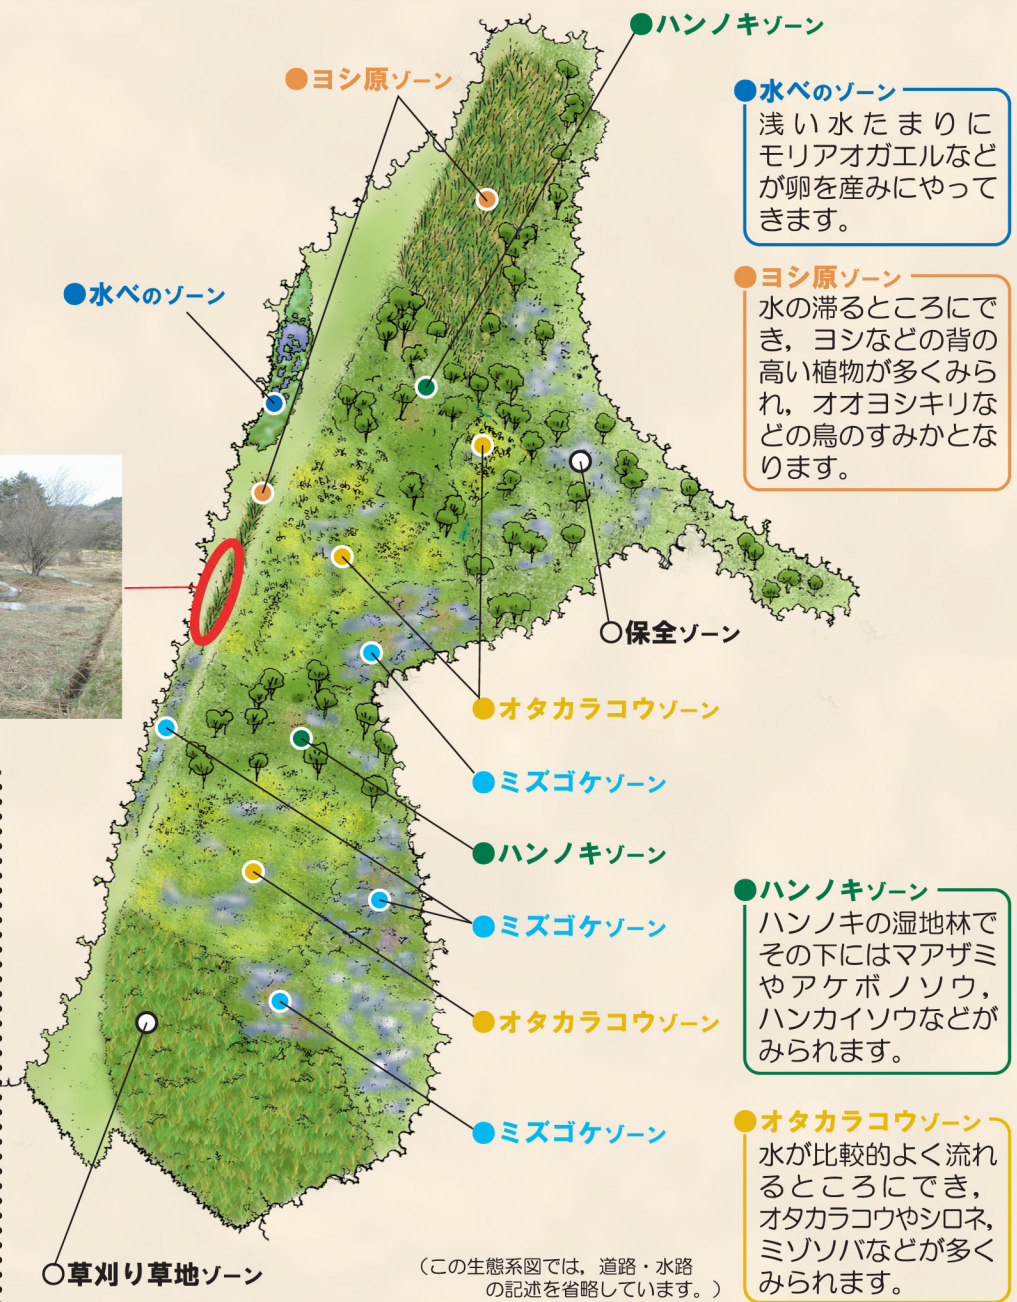 ●ハンノキゾーン
●ヨシ原ゾーン
●水べのゾーン
●保全ゾーン
●オタカラコウゾーン
●ミズゴケゾーン
●ハンノキゾーン
●ミズゴケゾーン
●オタカラコウゾーン
●ミズゴケゾーン
○草刈り草地ゾーン
（この生態系図では，道路・水路
の記述を省略しています。）
●水べのゾーン
浅い水たまりに
モリアオガエルなど
が卵を産みにやって
きます。
●ヨシ原ゾーン
水の滞るところにで
き，ヨシなどの背の
高い植物が多くみら
れ，オオヨシキリな
どの鳥のすみかとな
ります。
●ハンノキゾーン
ハンノキの湿地林で
その下にはマアザミ
やアケボノソウ，
ハンカイソウなどが
みられます。
●オタカラコウゾーン
水が比較的よく流れ
るところにでき，
オタカラコウやシロネ，
ミゾソバなどが多く
みられます。